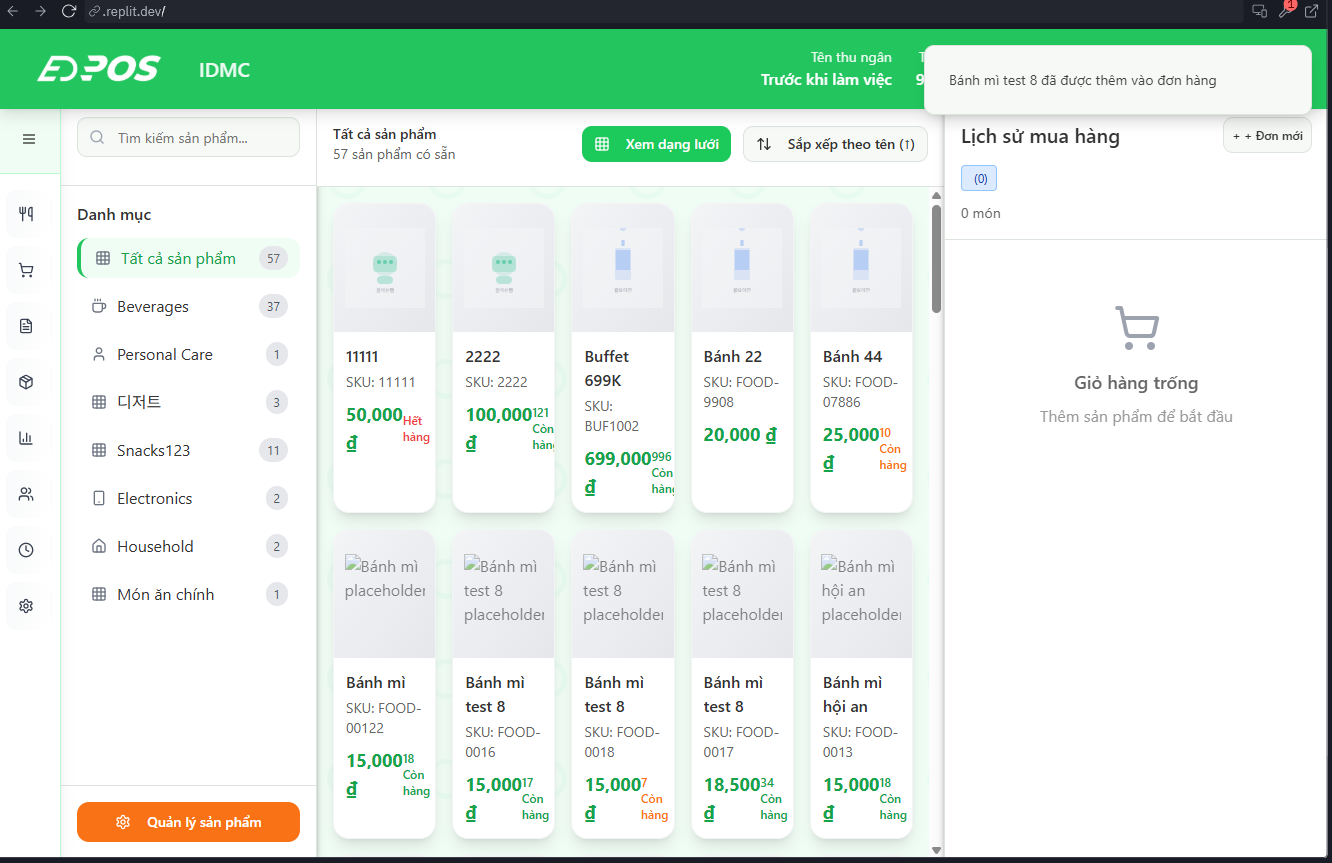 .replit.dev/
1
EDPOS
IDMC
Tên thu ngân
Trước khi làm việc
Bánh mì test 8 đã được thêm vào đơn hàng
Tìm kiếm sản phẩm...
Tất cả sản phẩm
57 sản phẩm có sẵn
Xem dạng lưới
Sắp xếp theo tên (↑)
Lịch sử mua hàng
+ + Đơn mới
(0)
0 món
Giỏ hàng trống
Thêm sản phẩm để bắt đầu
Danh mục
Tất cả sản phẩm 57
Beverages 37
Personal Care 1
디저트 3
Snacks123 11
Electronics 2
Household 2
Món ăn chính 1
Quản lý sản phẩm
11111
SKU: 11111
50,000 ₫
Hết hàng
2222
SKU: 2222
100,000 ₫
121 Còn hàng
Buffet 699K
SKU: BUF1002
699,000 ₫
996 Còn hàng
Bánh 22
SKU: FOOD-9908
20,000 ₫
Bánh 44
SKU: FOOD-07886
25,000 ₫
10 Còn hàng
Bánh mì placeholder
Bánh mì
SKU: FOOD-00122
15,000 ₫
18 Còn hàng
Bánh mì test 8 placeholder
Bánh mì test 8
SKU: FOOD-0016
15,000 ₫
17 Còn hàng
Bánh mì test 8 placeholder
Bánh mì test 8
SKU: FOOD-0018
15,000 ₫
7 Còn hàng
Bánh mì test 8 placeholder
Bánh mì test 8
SKU: FOOD-0017
18,500 ₫
34 Còn hàng
Bánh mì hội an placeholder
Bánh mì hội an
SKU: FOOD-0013
15,000 ₫
18 Còn hàng